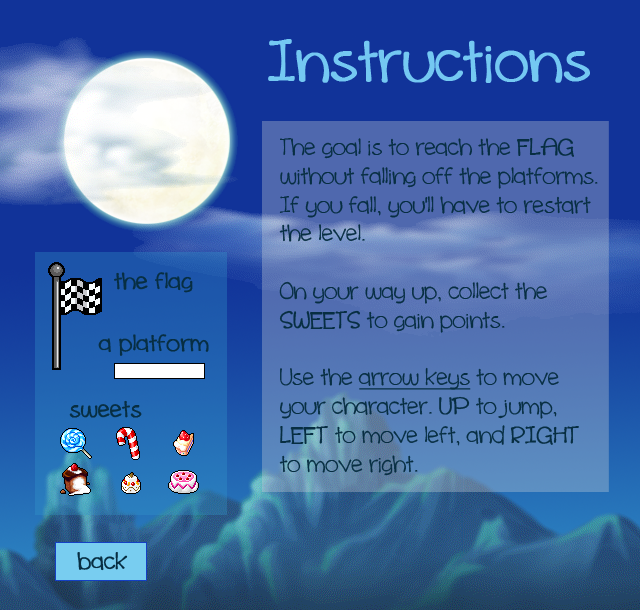 Instructions
The goal is to reach the FLAG
without falling off the platforms.
If you fall, you'll have to restart
the level.
On your way up, collect the
SWEETS to gain points.
Use the arrow keys to move
your character. UP to jump,
LEFT to move left, and RIGHT
to move right.
the flag
a platform
sweets
back